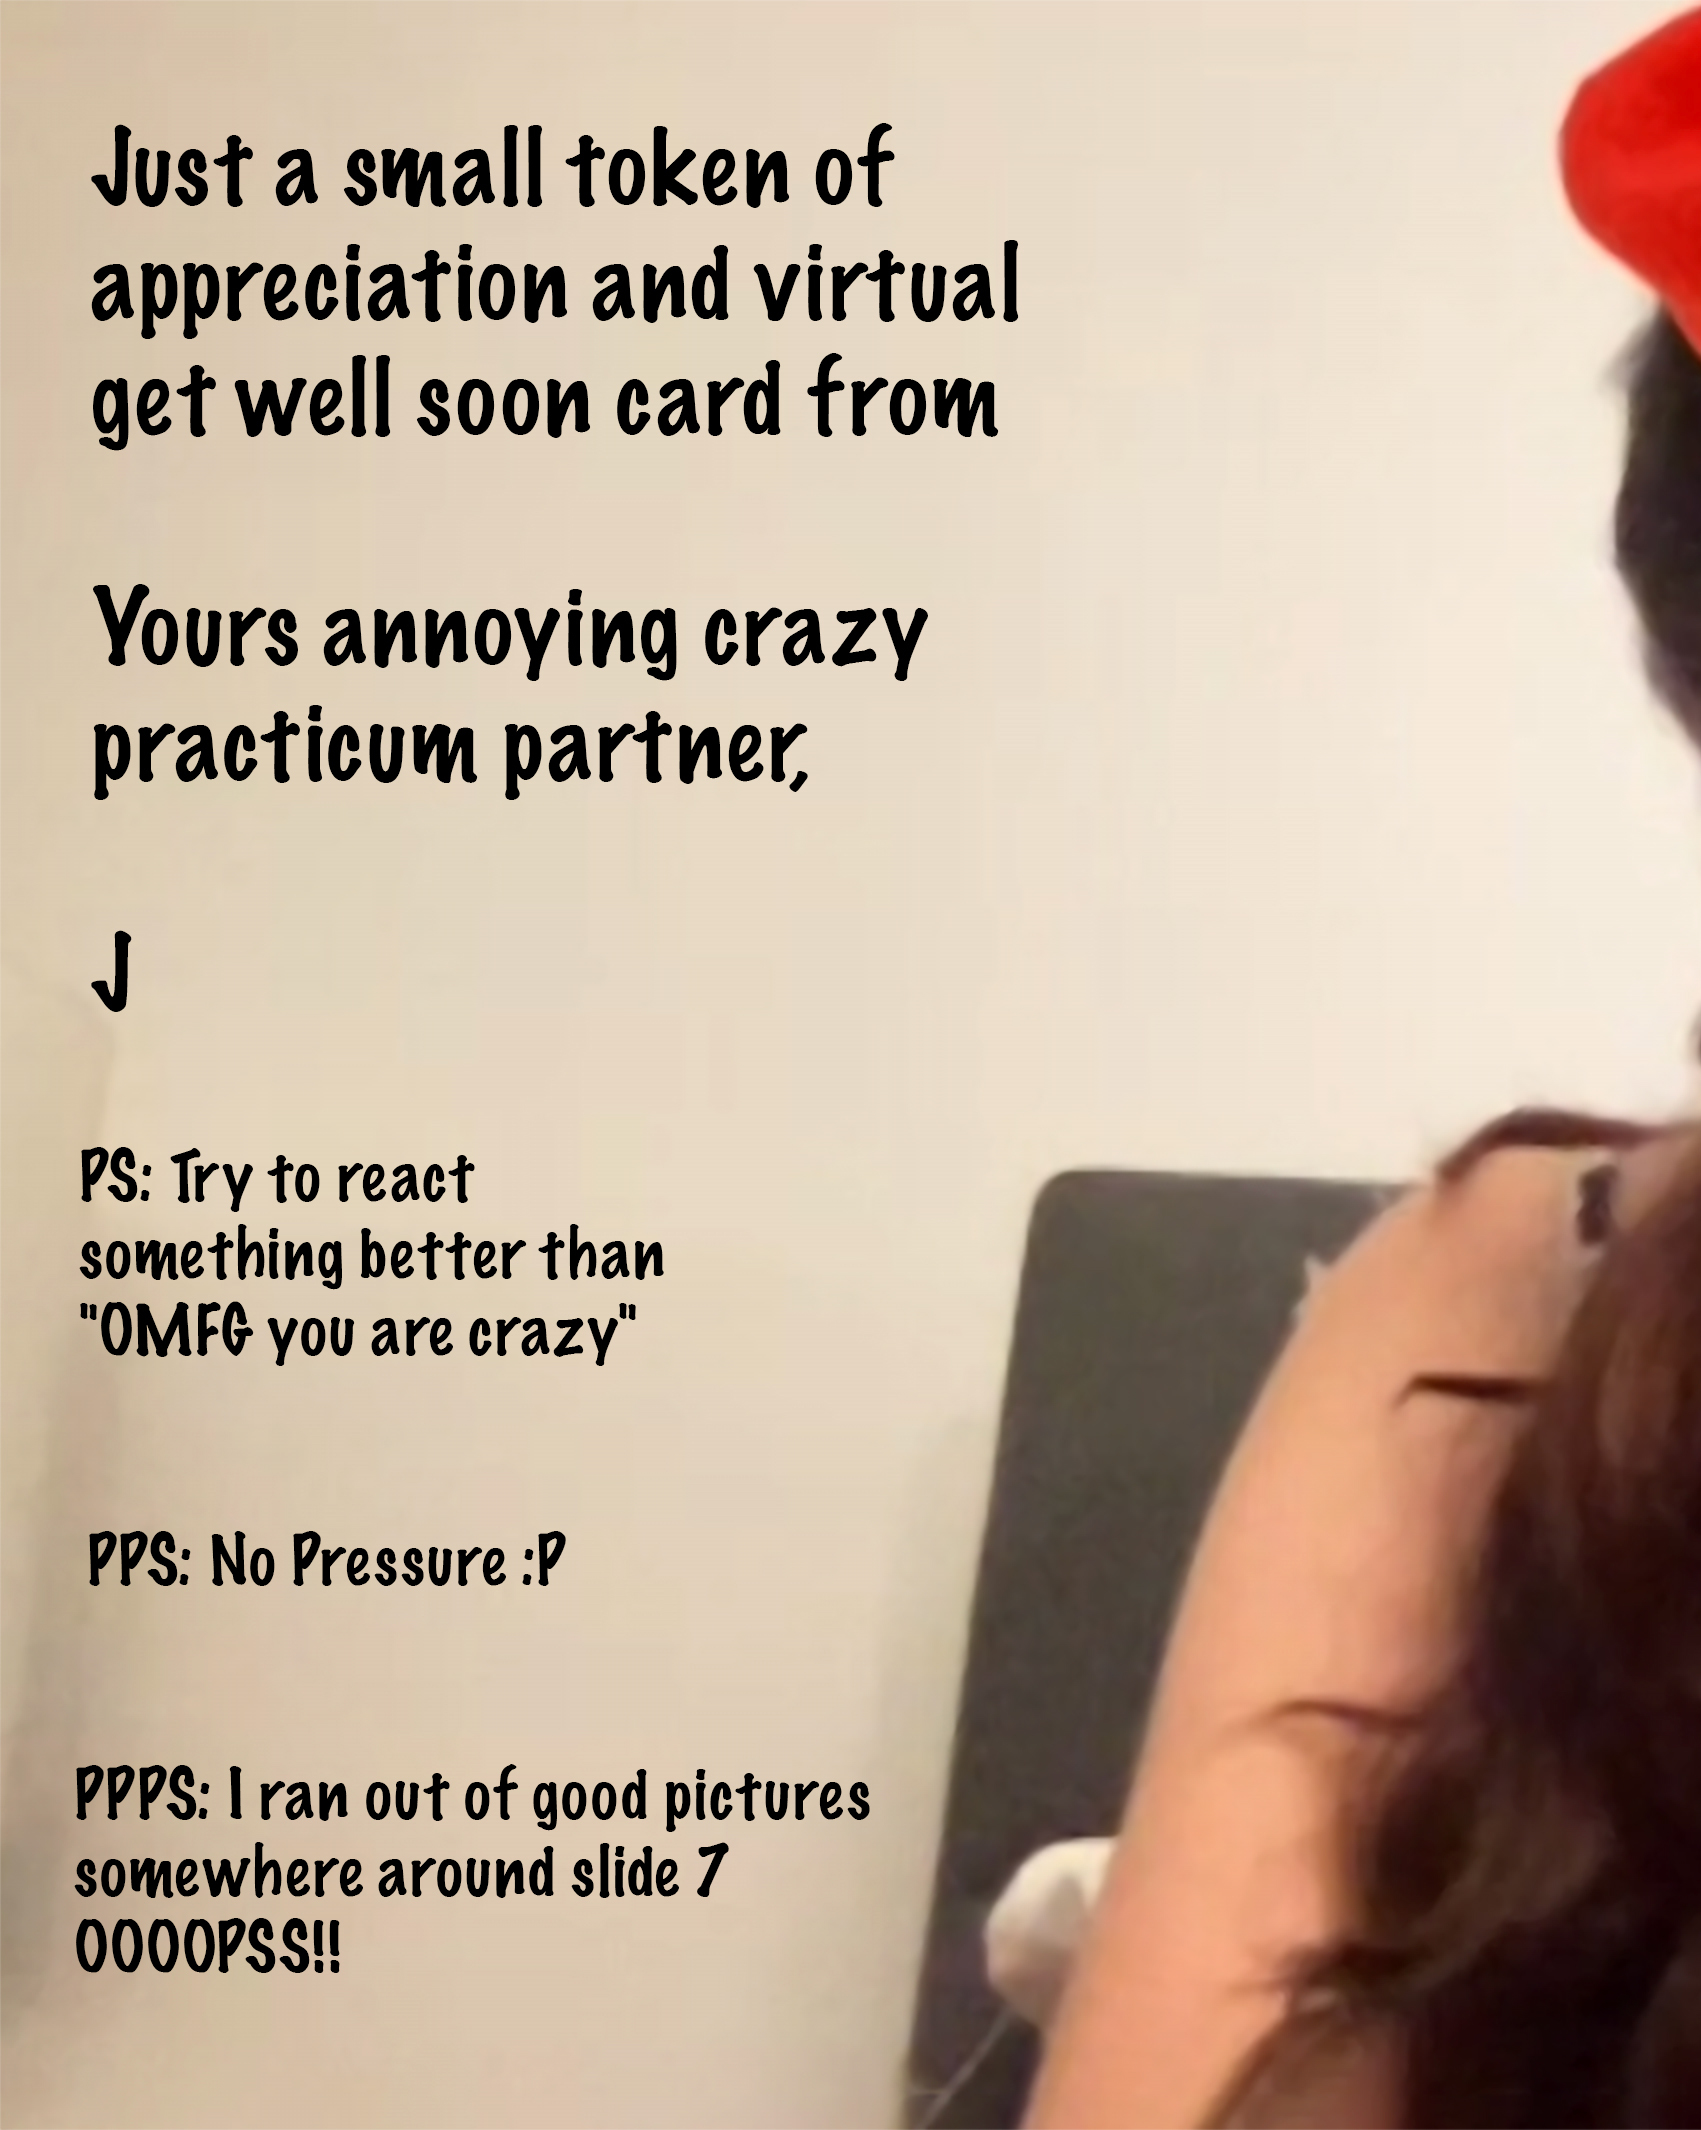 Just a small token of
appreciation and virtual
get well soon card from
Yours annoying crazy
practicum partner,
J
PS: Try to react
something better than
"OMFG you are crazy"
PPS: No Pressure :P
PPPS: I ran out of good pictures
somewhere around slide 7
OOOOPSS!!